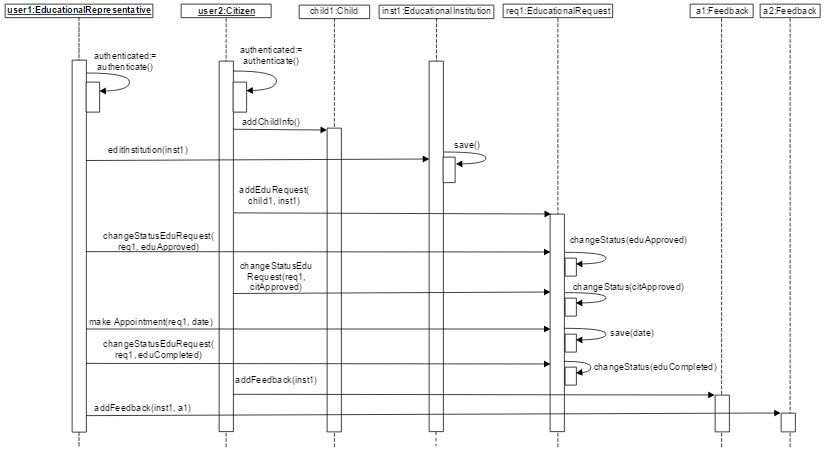 user1:EducationalRepresentative
user2:Citizen
child1:Child
inst1:EducationalInstitution
req1:EducationalRequest
a1:Feedback
a2:Feedback
authenticated:=
authenticate()
authenticated:=
authenticate()
addChildInfo()
editInstitution(inst1)
save()
addEduRequest(
child1, inst1)
changeStatusEduRequest(
req1, eduApproved)
changeStatus(eduApproved)
changeStatusEdu
Request(req1,
citApproved)
changeStatus(citApproved)
make Appointment(req1, date)
save(date)
changeStatusEduRequest(
req1, eduCompleted)
changeStatus(eduCompleted)
addFeedback(inst1)
addFeedback(inst1, a1)